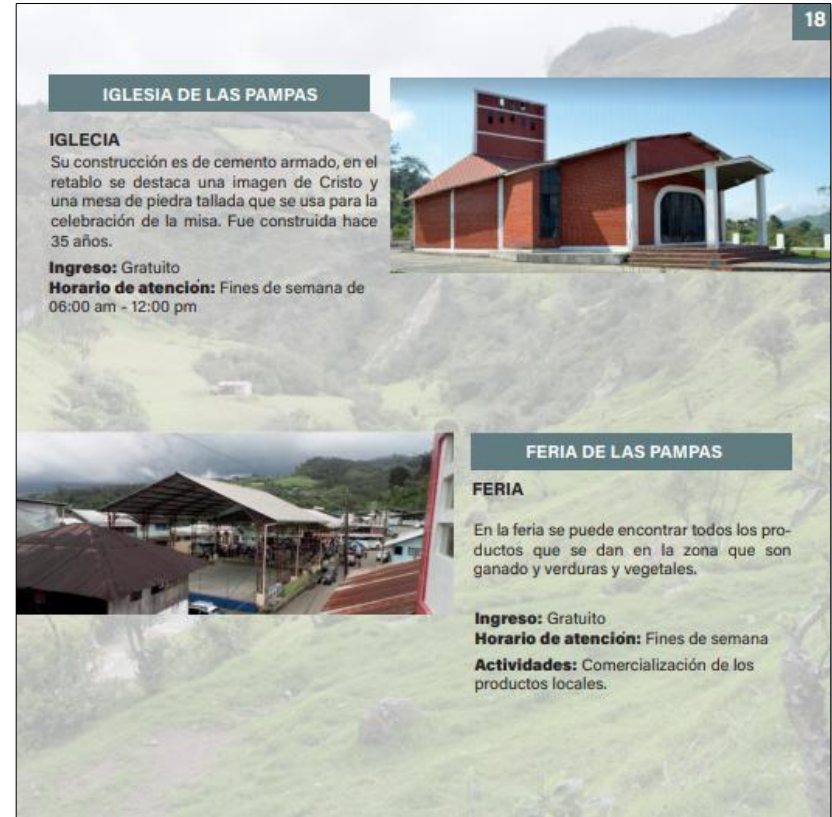 18
IGLESIA DE LAS PAMPAS
IGLECIA
Su construcción es de cemento armado, en el
retablo se destaca una imagen de Cristo y
una mesa de piedra tallada que se usa para la
celebración de la misa. Fue construida hace
35 años.
Ingreso: Gratuito
Horario de atención: Fines de semana de
06:00 am - 12:00 pm
FERIA DE LAS PAMPAS
FERIA
En la feria se puede encontrar todos los pro-
ductos que se dan en la zona que son
ganado y verduras y vegetales.
Ingreso: Gratuito
Horario de atención: Fines de semana
Actividades: Comercialización de los
productos locales.